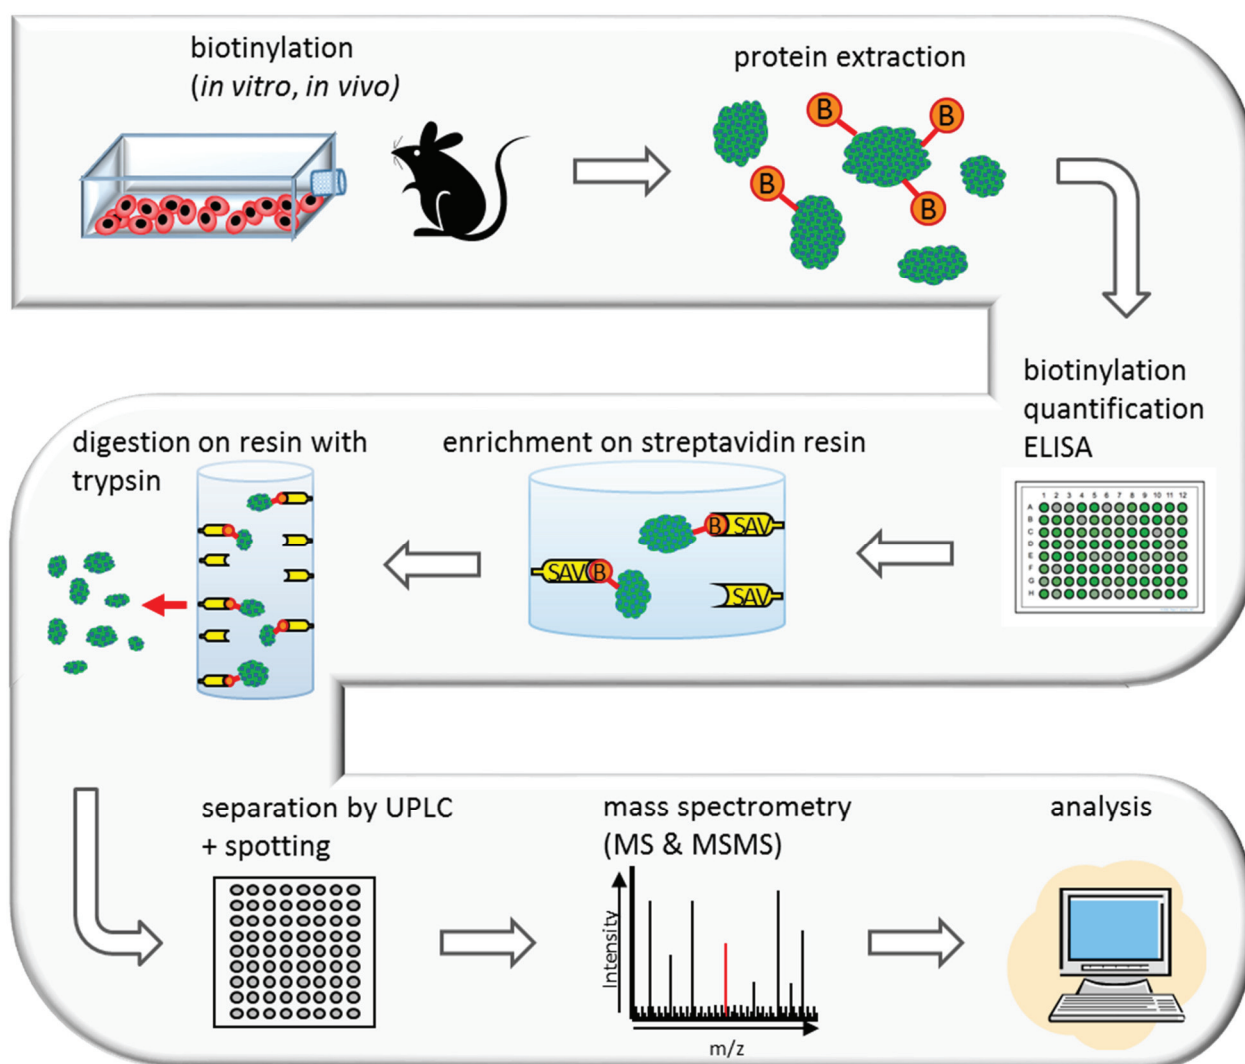 biotinylation
(in vitro, in vivo)
protein extraction
B
B
B
B
biotinylation
quantification
ELISA
1 2 3 4 5 6 7 8 9 10 11 12
A
B
C
D
E
F
G
H
enrichment on streptavidin resin
B SAV
SAV B
SAV
digestion on resin with
trypsin
separation by UPLC
+ spotting
mass spectrometry
(MS & MSMS)
Intensity
m/z
analysis